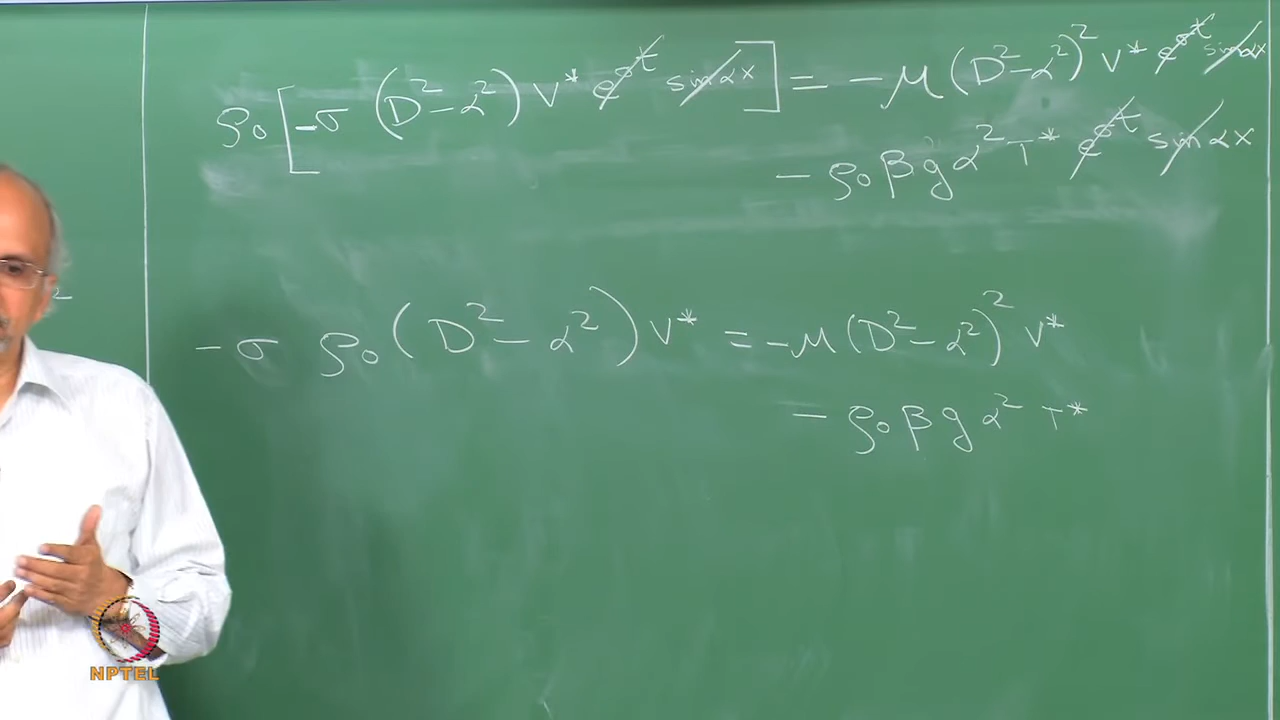 ρ₀ [ -σ (D² - α²) V* e^σt sin αx ] = - μ (D² - α²)² V* e^σt sin αx
- ρ₀ β g α² T* e^σt sin αx
- σ ρ₀ (D² - α²) V* = - μ (D² - α²)² V*
- ρ₀ β g α² T*
NPTEL